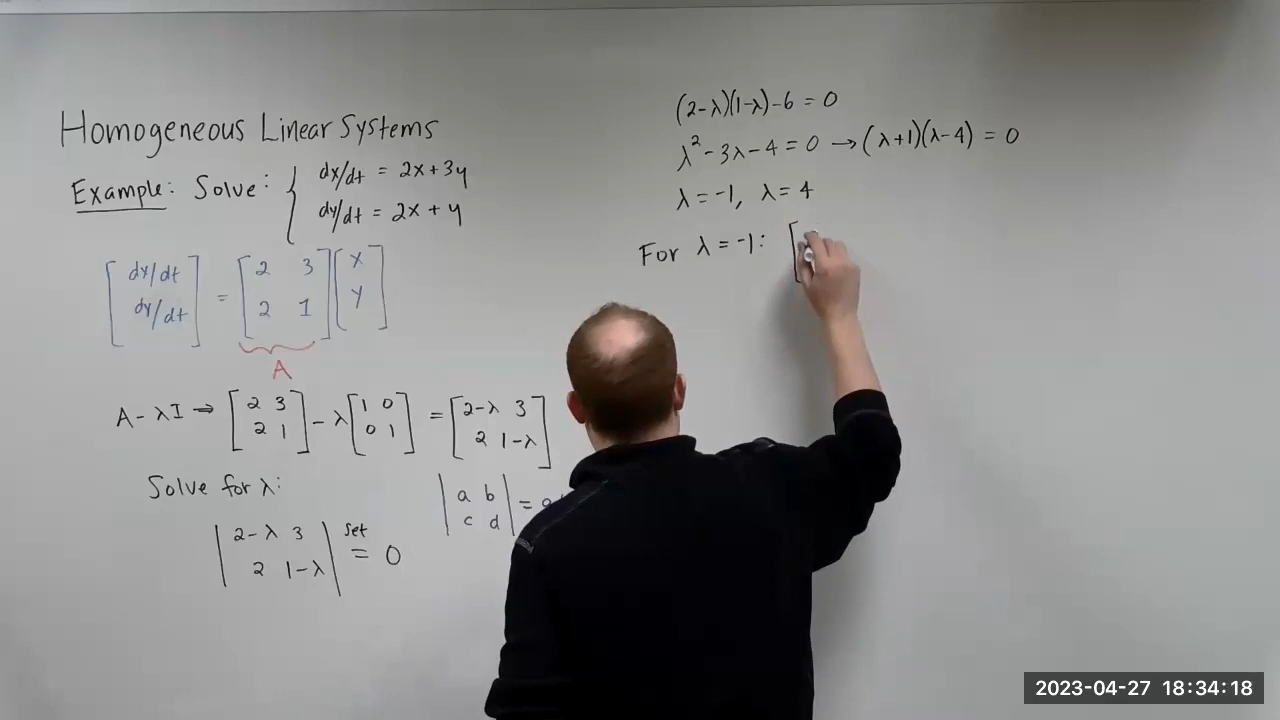 Homogeneous Linear Systems
Example: Solve: { dx/dt = 2x+3y
dy/dt = 2x + y
[dx/dt] = [2 3] [x]
[dy/dt] [2 1] [y]
A
A - λI ⇒ [2 3] - λ [1 0] = [2-λ 3]
[2 1] [0 1] [2 1-λ]
Solve for λ:
|a b| =
|c d|
|2-λ 3| set
|2 1-λ| = 0
(2-λ)(1-λ)-6 = 0
λ² - 3λ - 4 = 0 → (λ+1)(λ-4) = 0
λ = -1, λ = 4
For λ = -1: [
2023-04-27 18:34:18